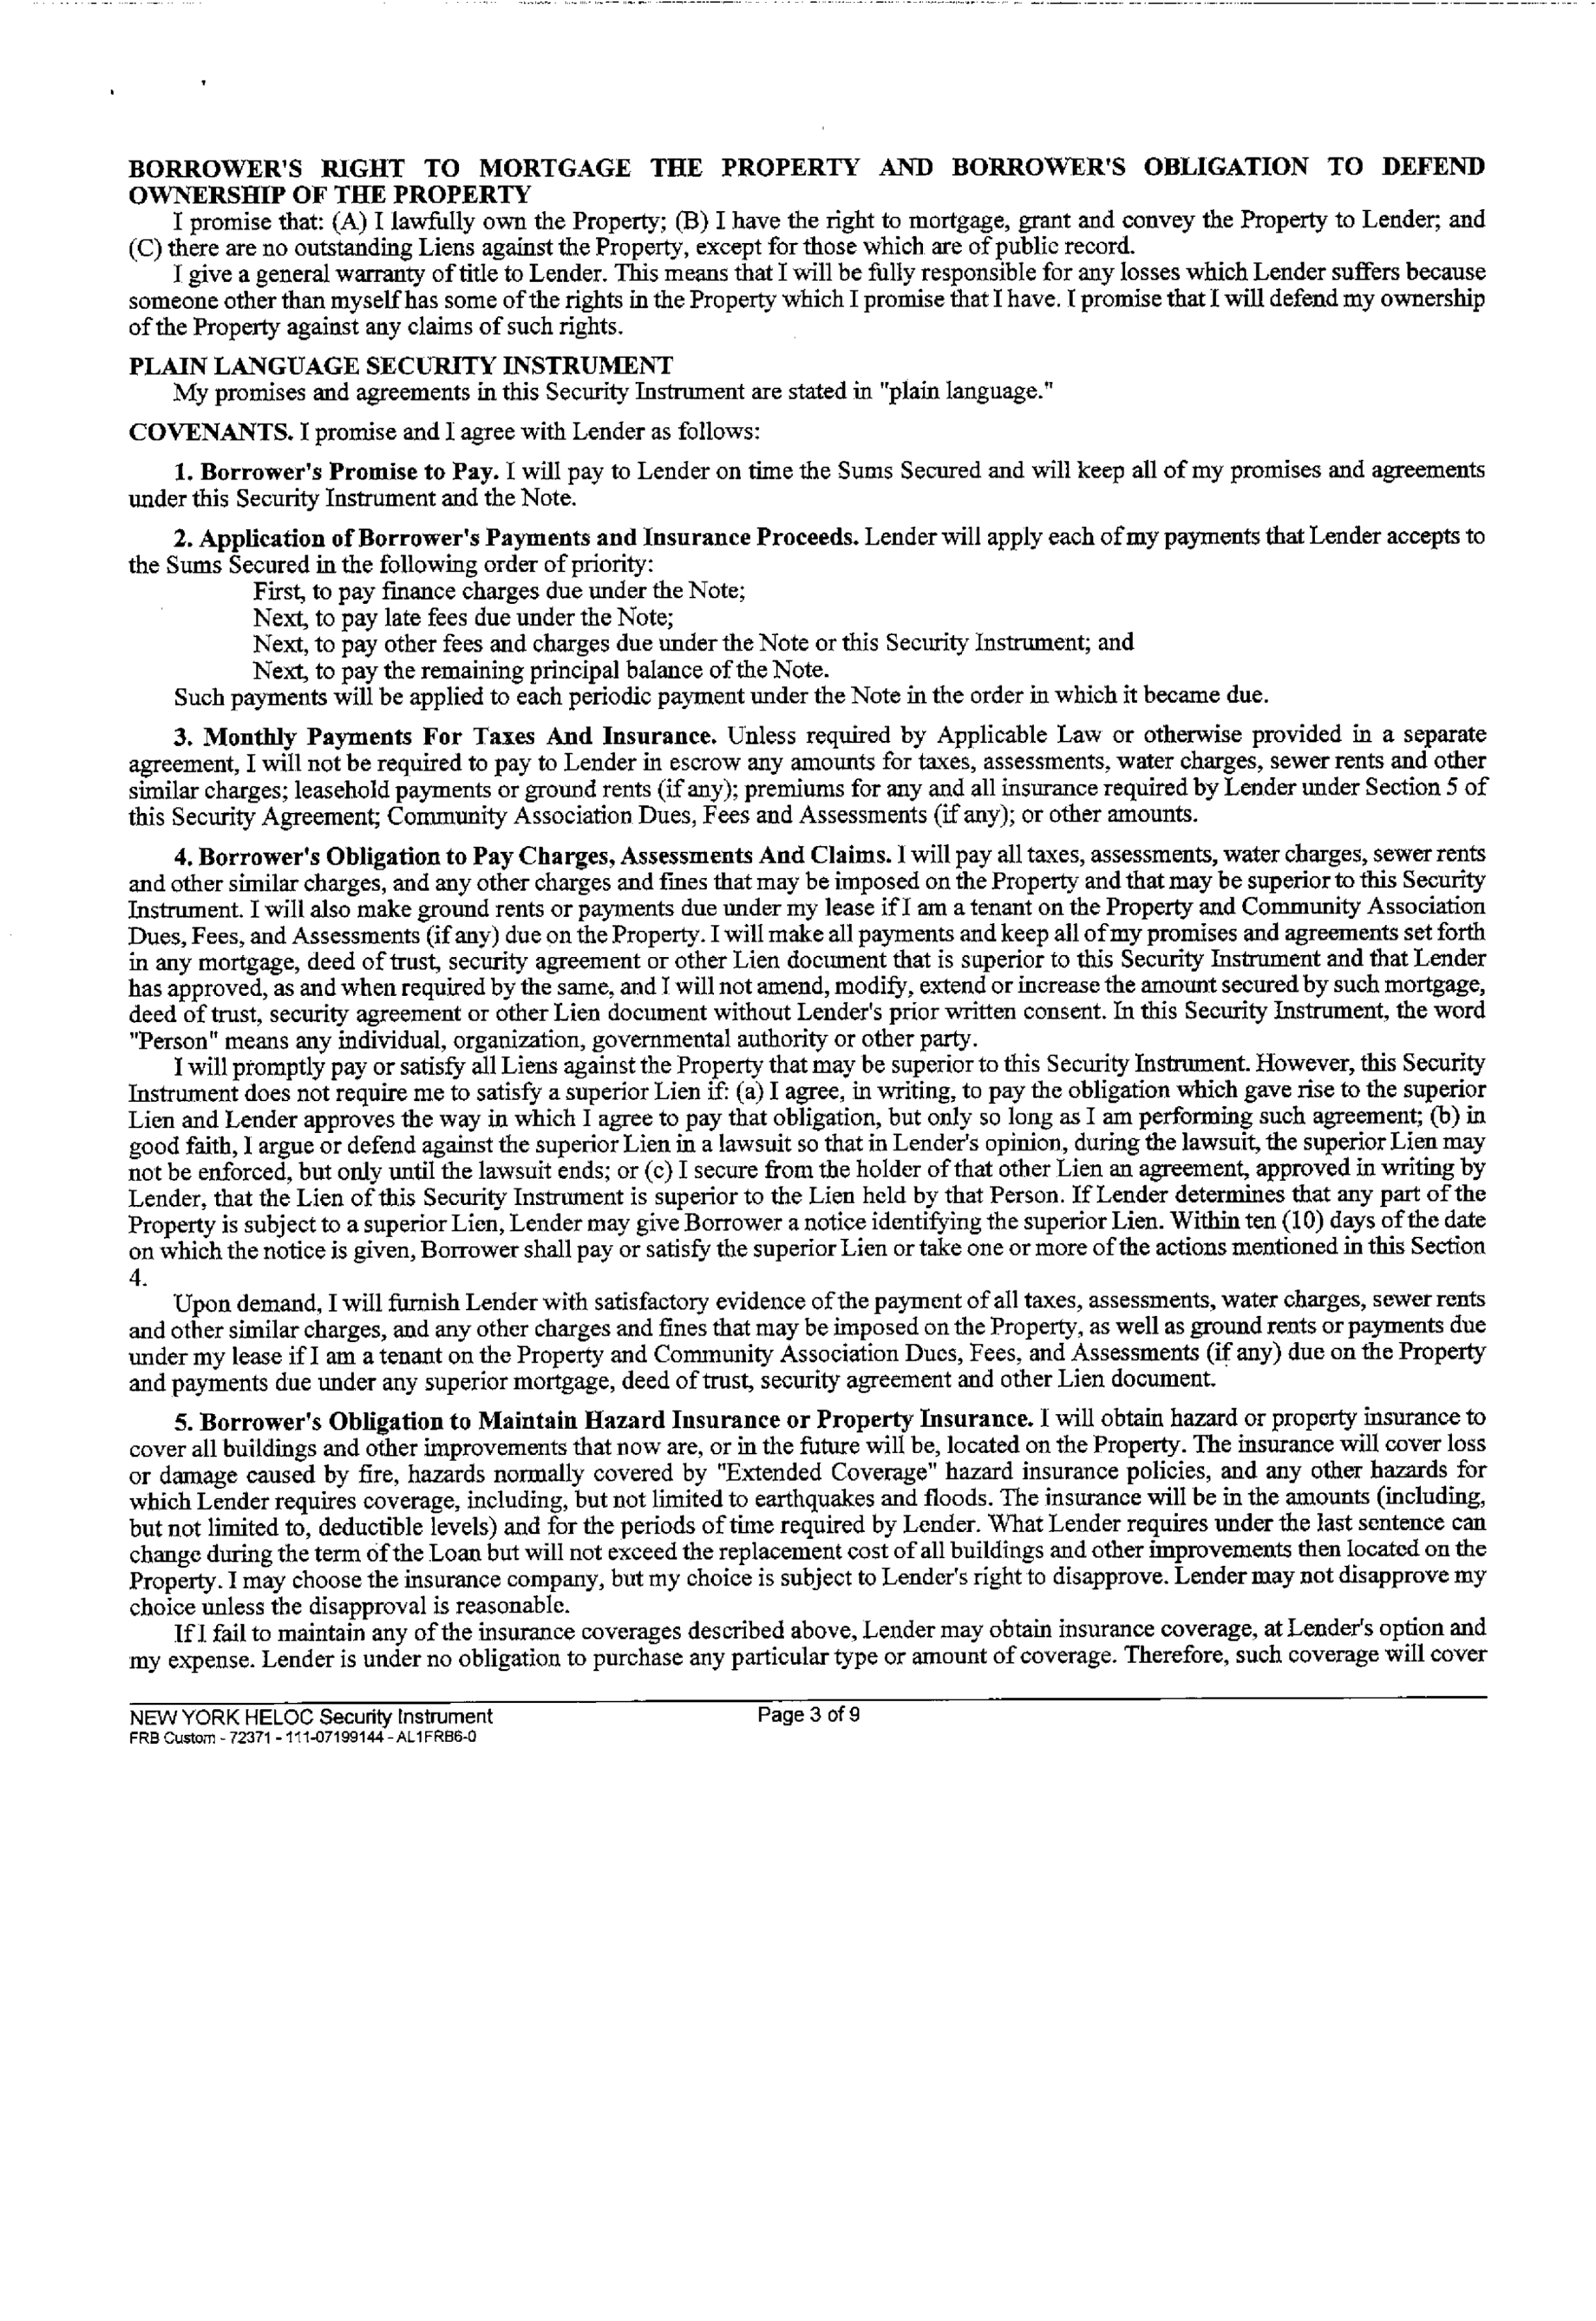 BORROWER'S RIGHT TO MORTGAGE THE PROPERTY AND BORROWER'S OBLIGATION TO DEFEND
OWNERSHIP OF THE PROPERTY
I promise that: (A) I lawfully own the Property; (B) I have the right to mortgage, grant and convey the Property to Lender; and
(C) there are no outstanding Liens against the Property, except for those which are of public record.
I give a general warranty of title to Lender. This means that I will be fully responsible for any losses which Lender suffers because
someone other than myself has some of the rights in the Property which I promise that I have. I promise that I will defend my ownership
of the Property against any claims of such rights.
PLAIN LANGUAGE SECURITY INSTRUMENT
My promises and agreements in this Security Instrument are stated in "plain language."
COVENANTS. I promise and I agree with Lender as follows:
1. Borrower's Promise to Pay. I will pay to Lender on time the Sums Secured and will keep all of my promises and agreements
under this Security Instrument and the Note.
2. Application of Borrower's Payments and Insurance Proceeds. Lender will apply each of my payments that Lender accepts to
the Sums Secured in the following order of priority:
First, to pay finance charges due under the Note;
Next, to pay late fees due under the Note;
Next, to pay other fees and charges due under the Note or this Security Instrument; and
Next, to pay the remaining principal balance of the Note.
Such payments will be applied to each periodic payment under the Note in the order in which it became due.
3. Monthly Payments For Taxes And Insurance. Unless required by Applicable Law or otherwise provided in a separate
agreement, I will not be required to pay to Lender in escrow any amounts for taxes, assessments, water charges, sewer rents and other
similar charges; leasehold payments or ground rents (if any); premiums for any and all insurance required by Lender under Section 5 of
this Security Agreement; Community Association Dues, Fees and Assessments (if any); or other amounts.
4. Borrower's Obligation to Pay Charges, Assessments And Claims. I will pay all taxes, assessments, water charges, sewer rents
and other similar charges, and any other charges and fines that may be imposed on the Property and that may be superior to this Security
Instrument. I will also make ground rents or payments due under my lease if I am a tenant on the Property and Community Association
Dues, Fees, and Assessments (if any) due on the Property. I will make all payments and keep all of my promises and agreements set forth
in any mortgage, deed of trust, security agreement or other Lien document that is superior to this Security Instrument and that Lender
has approved, as and when required by the same, and I will not amend, modify, extend or increase the amount secured by such mortgage,
deed of trust, security agreement or other Lien document without Lender's prior written consent. In this Security Instrument, the word
"Person" means any individual, organization, governmental authority or other party.
I will promptly pay or satisfy all Liens against the Property that may be superior to this Security Instrument. However, this Security
Instrument does not require me to satisfy a superior Lien if: (a) I agree, in writing, to pay the obligation which gave rise to the superior
Lien and Lender approves the way in which I agree to pay that obligation, but only so long as I am performing such agreement; (b) in
good faith, I argue or defend against the superior Lien in a lawsuit so that in Lender's opinion, during the lawsuit, the superior Lien may
not be enforced, but only until the lawsuit ends; or (c) I secure from the holder of that other Lien an agreement, approved in writing by
Lender, that the Lien of this Security Instrument is superior to the Lien held by that Person. If Lender determines that any part of the
Property is subject to a superior Lien, Lender may give Borrower a notice identifying the superior Lien. Within ten (10) days of the date
on which the notice is given, Borrower shall pay or satisfy the superior Lien or take one or more of the actions mentioned in this Section
4.
Upon demand, I will furnish Lender with satisfactory evidence of the payment of all taxes, assessments, water charges, sewer rents
and other similar charges, and any other charges and fines that may be imposed on the Property, as well as ground rents or payments due
under my lease if I am a tenant on the Property and Community Association Dues, Fees, and Assessments (if any) due on the Property
and payments due under any superior mortgage, deed of trust, security agreement and other Lien document.
5. Borrower's Obligation to Maintain Hazard Insurance or Property Insurance. I will obtain hazard or property insurance to
cover all buildings and other improvements that now are, or in the future will be, located on the Property. The insurance will cover loss
or damage caused by fire, hazards normally covered by "Extended Coverage" hazard insurance policies, and any other hazards for
which Lender requires coverage, including, but not limited to earthquakes and floods. The insurance will be in the amounts (including,
but not limited to, deductible levels) and for the periods of time required by Lender. What Lender requires under the last sentence can
change during the term of the Loan but will not exceed the replacement cost of all buildings and other improvements then located on the
Property. I may choose the insurance company, but my choice is subject to Lender's right to disapprove. Lender may not disapprove my
choice unless the disapproval is reasonable.
If I fail to maintain any of the insurance coverages described above, Lender may obtain insurance coverage, at Lender's option and
my expense. Lender is under no obligation to purchase any particular type or amount of coverage. Therefore, such coverage will cover
NEW YORK HELOC Security Instrument
Page 3 of 9
FRB Custom - 72371 - 111-07199144 - AL1FRB6-0